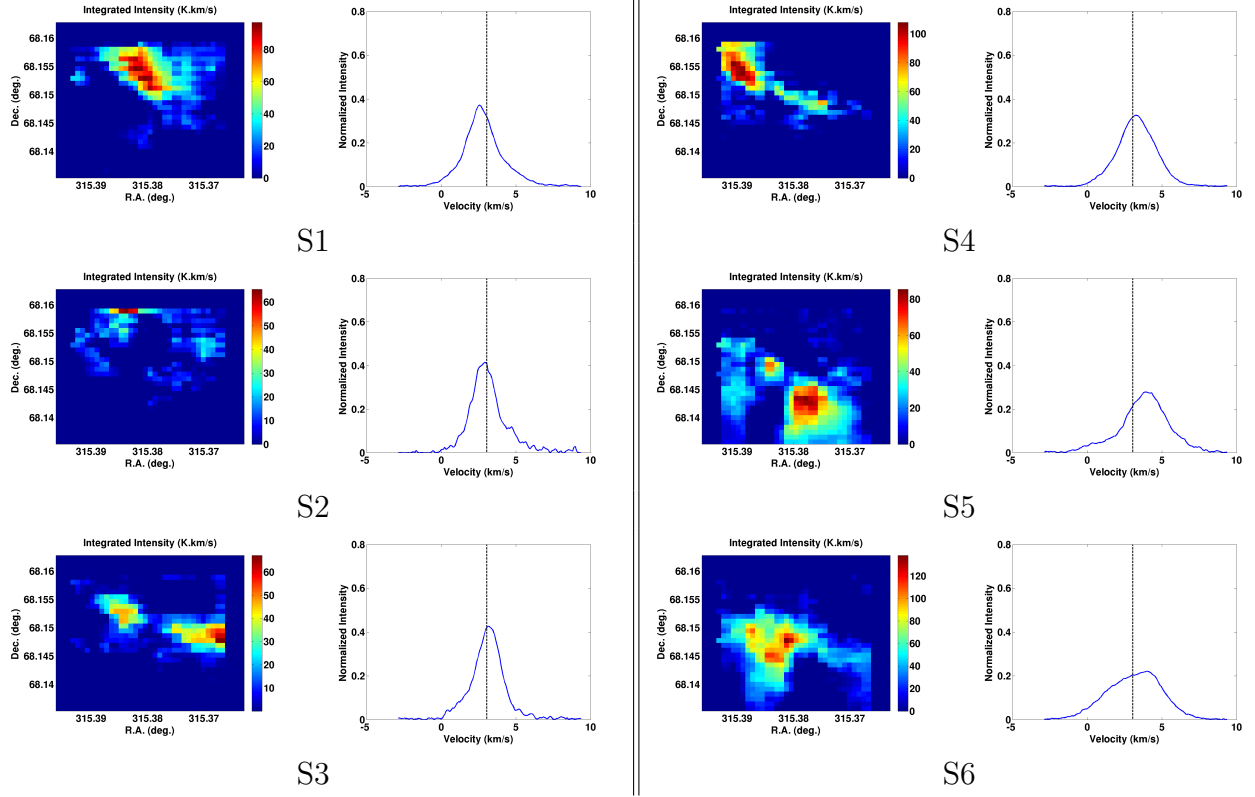 Integrated Intensity (K.km/s)
Dec. (deg.)
68.16
68.155
68.15
68.145
68.14
315.39 315.38 315.37
R.A. (deg.)
80
60
40
20
0
Normalized Intensity
0.8
0.6
0.4
0.2
0
-5 0 5 10
Velocity (km/s)
S1
Integrated Intensity (K.km/s)
Dec. (deg.)
68.16
68.155
68.15
68.145
68.14
315.39 315.38 315.37
R.A. (deg.)
100
80
60
40
20
0
Normalized Intensity
0.8
0.6
0.4
0.2
0
-5 0 5 10
Velocity (km/s)
S4
Integrated Intensity (K.km/s)
Dec. (deg.)
68.16
68.155
68.15
68.145
68.14
315.39 315.38 315.37
R.A. (deg.)
60
50
40
30
20
10
0
Normalized Intensity
0.8
0.6
0.4
0.2
0
-5 0 5 10
Velocity (km/s)
S2
Integrated Intensity (K.km/s)
Dec. (deg.)
68.16
68.155
68.15
68.145
68.14
315.39 315.38 315.37
R.A. (deg.)
80
60
40
20
0
Normalized Intensity
0.8
0.6
0.4
0.2
0
-5 0 5 10
Velocity (km/s)
S5
Integrated Intensity (K.km/s)
Dec. (deg.)
68.16
68.155
68.15
68.145
68.14
315.39 315.38 315.37
R.A. (deg.)
60
50
40
30
20
10
Normalized Intensity
0.8
0.6
0.4
0.2
0
-5 0 5 10
Velocity (km/s)
S3
Integrated Intensity (K.km/s)
Dec. (deg.)
68.16
68.155
68.15
68.145
68.14
315.39 315.38 315.37
R.A. (deg.)
120
100
80
60
40
20
0
Normalized Intensity
0.8
0.6
0.4
0.2
0
-5 0 5 10
Velocity (km/s)
S6